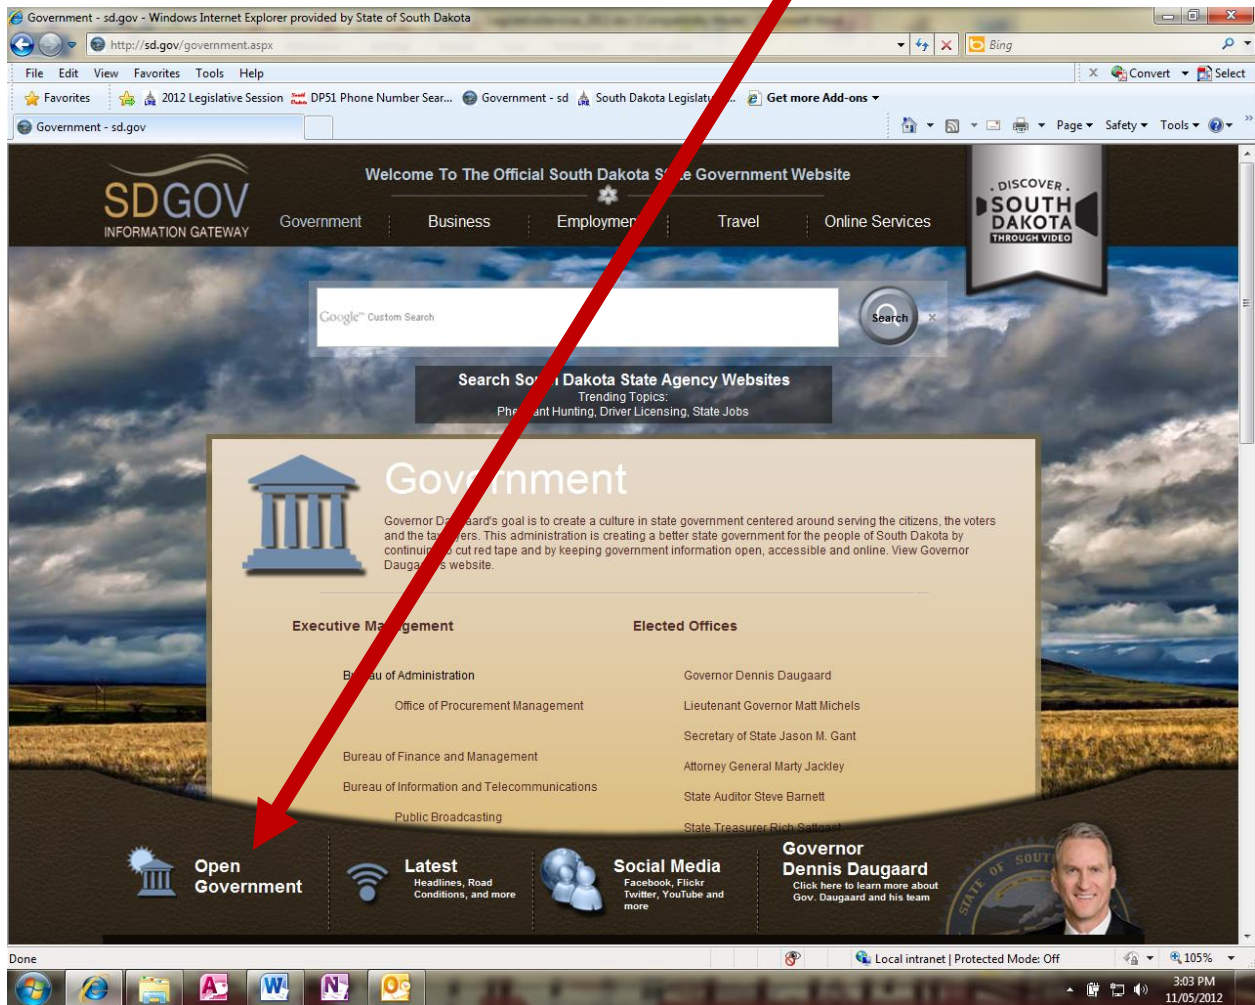 Government - sd.gov - Windows Internet Explorer provided by State of South Dakota
http://sd.gov/government.aspx
Bing
File Edit View Favorites Tools Help
x Convert Select
Favorites 2012 Legislative Session DP51 Phone Number Sear... Government - sd South Dakota Legislatu... Get more Add-ons
Government - sd.gov
Page Safety Tools
SDGOV
INFORMATION GATEWAY
Welcome To The Official South Dakota State Government Website
Government Business Employment Travel Online Services
· DISCOVER ·
SOUTH
DAKOTA
THROUGH VIDEO
Google™ Custom Search
Search
×
Search South Dakota State Agency Websites
Trending Topics:
Pheasant Hunting, Driver Licensing, State Jobs
Government
Governor Daugaard's goal is to create a culture in state government centered around serving the citizens, the voters
and the taxpayers. This administration is creating a better state government for the people of South Dakota by
continuing to cut red tape and by keeping government information open, accessible and online. View Governor
Daugaard's website.
Executive Management
Bureau of Administration
Office of Procurement Management
Bureau of Finance and Management
Bureau of Information and Telecommunications
Public Broadcasting
Elected Offices
Governor Dennis Daugaard
Lieutenant Governor Matt Michels
Secretary of State Jason M. Gant
Attorney General Marty Jackley
State Auditor Steve Barnett
State Treasurer Rich Sattgast
Open
Government
Latest
Headlines, Road
Conditions, and more
Social Media
Facebook, Flickr
Twitter, YouTube and
more
Governor
Dennis Daugaard
Click here to learn more about
Gov. Daugaard and his team
STATE OF SOUT
Done
Local intranet | Protected Mode: Off
105%
3:03 PM
11/05/2012